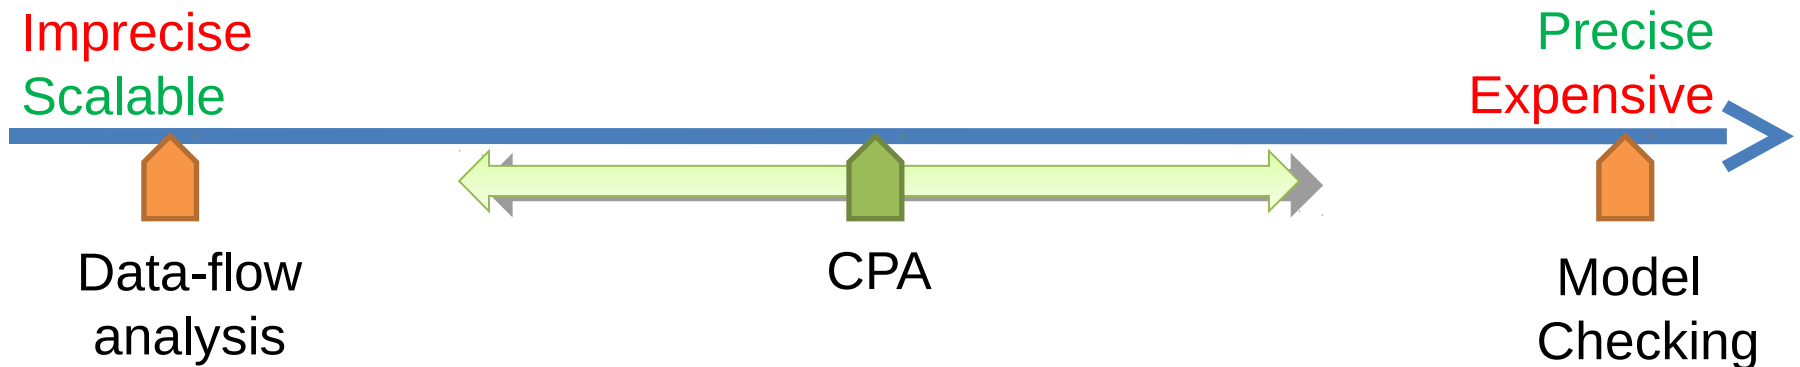 Imprecise
Scalable
Precise
Expensive
Data-flow
analysis
CPA
Model
Checking